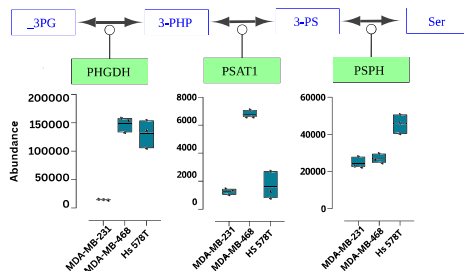 _3PG 3-PHP 3-PS Ser
PHGDH PSAT1 PSPH
Abundance
200000
150000
100000
50000
0
MDA-MB-231
MDA-MB-468
Hs 578T
8000
6000
4000
2000
0
MDA-MB-231
MDA-MB-468
Hs 578T
60000
40000
20000
0
MDA-MB-231
MDA-MB-468
Hs 578T